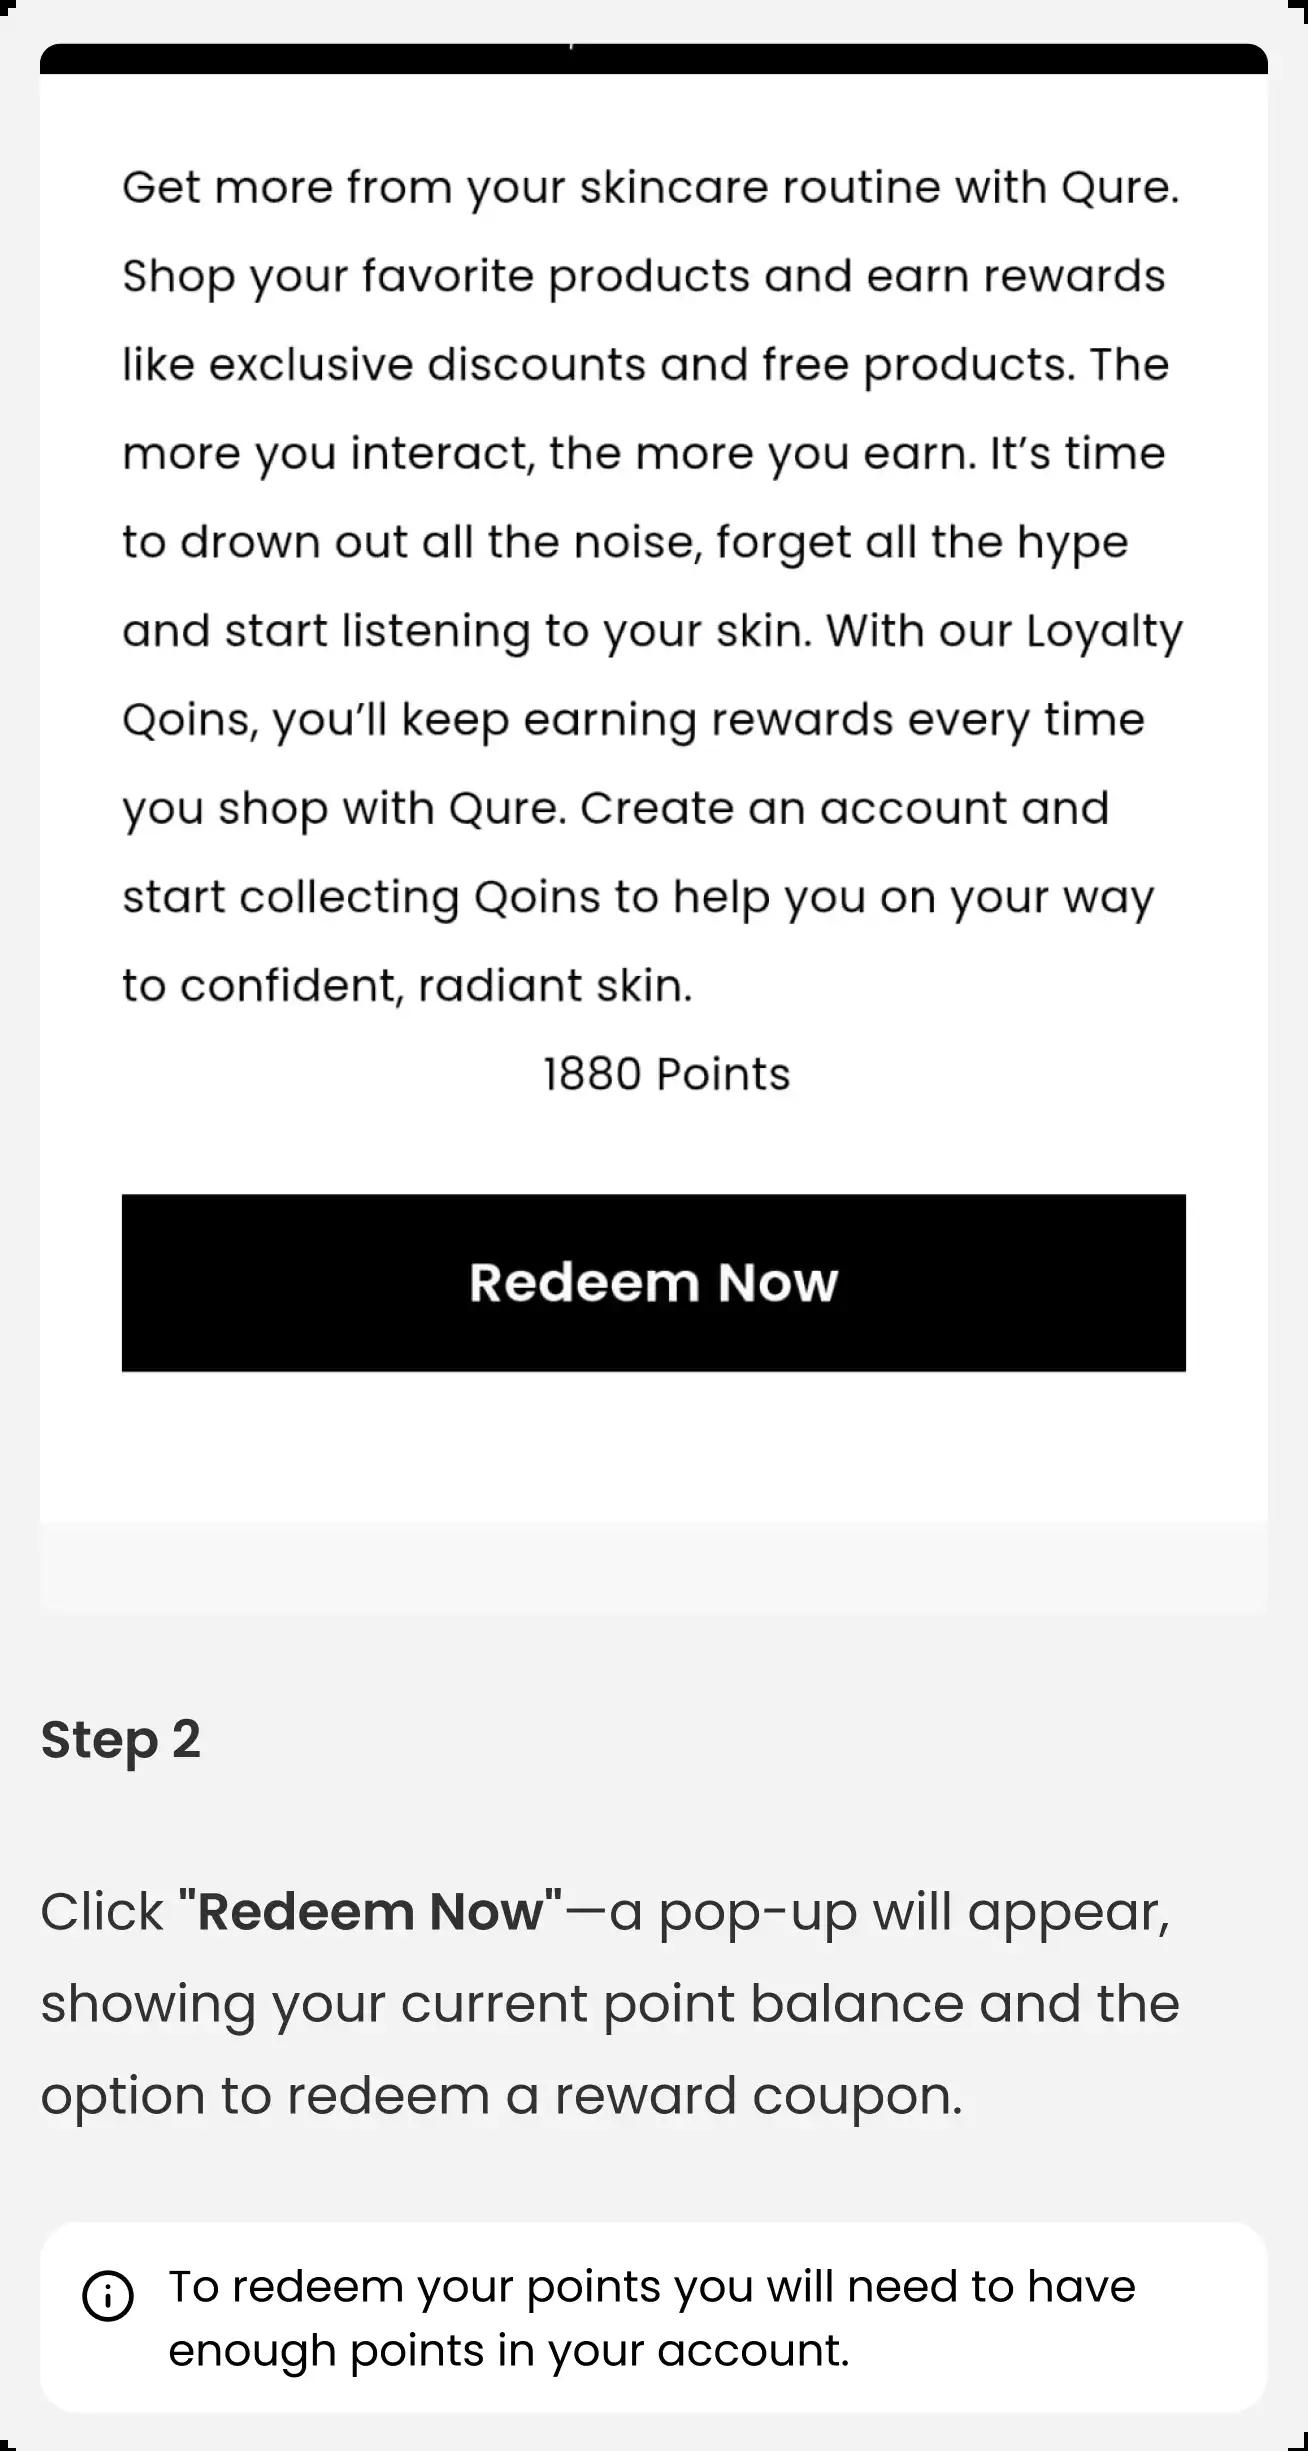 Get more from your skincare routine with Qure.
Shop your favorite products and earn rewards
like exclusive discounts and free products. The
more you interact, the more you earn. It’s time
to drown out all the noise, forget all the hype
and start listening to your skin. With our Loyalty
Qoins, you’ll keep earning rewards every time
you shop with Qure. Create an account and
start collecting Qoins to help you on your way
to confident, radiant skin.
1880 Points
Redeem Now
Step 2
Click "Redeem Now"—a pop-up will appear,
showing your current point balance and the
option to redeem a reward coupon.
To redeem your points you will need to have
enough points in your account.